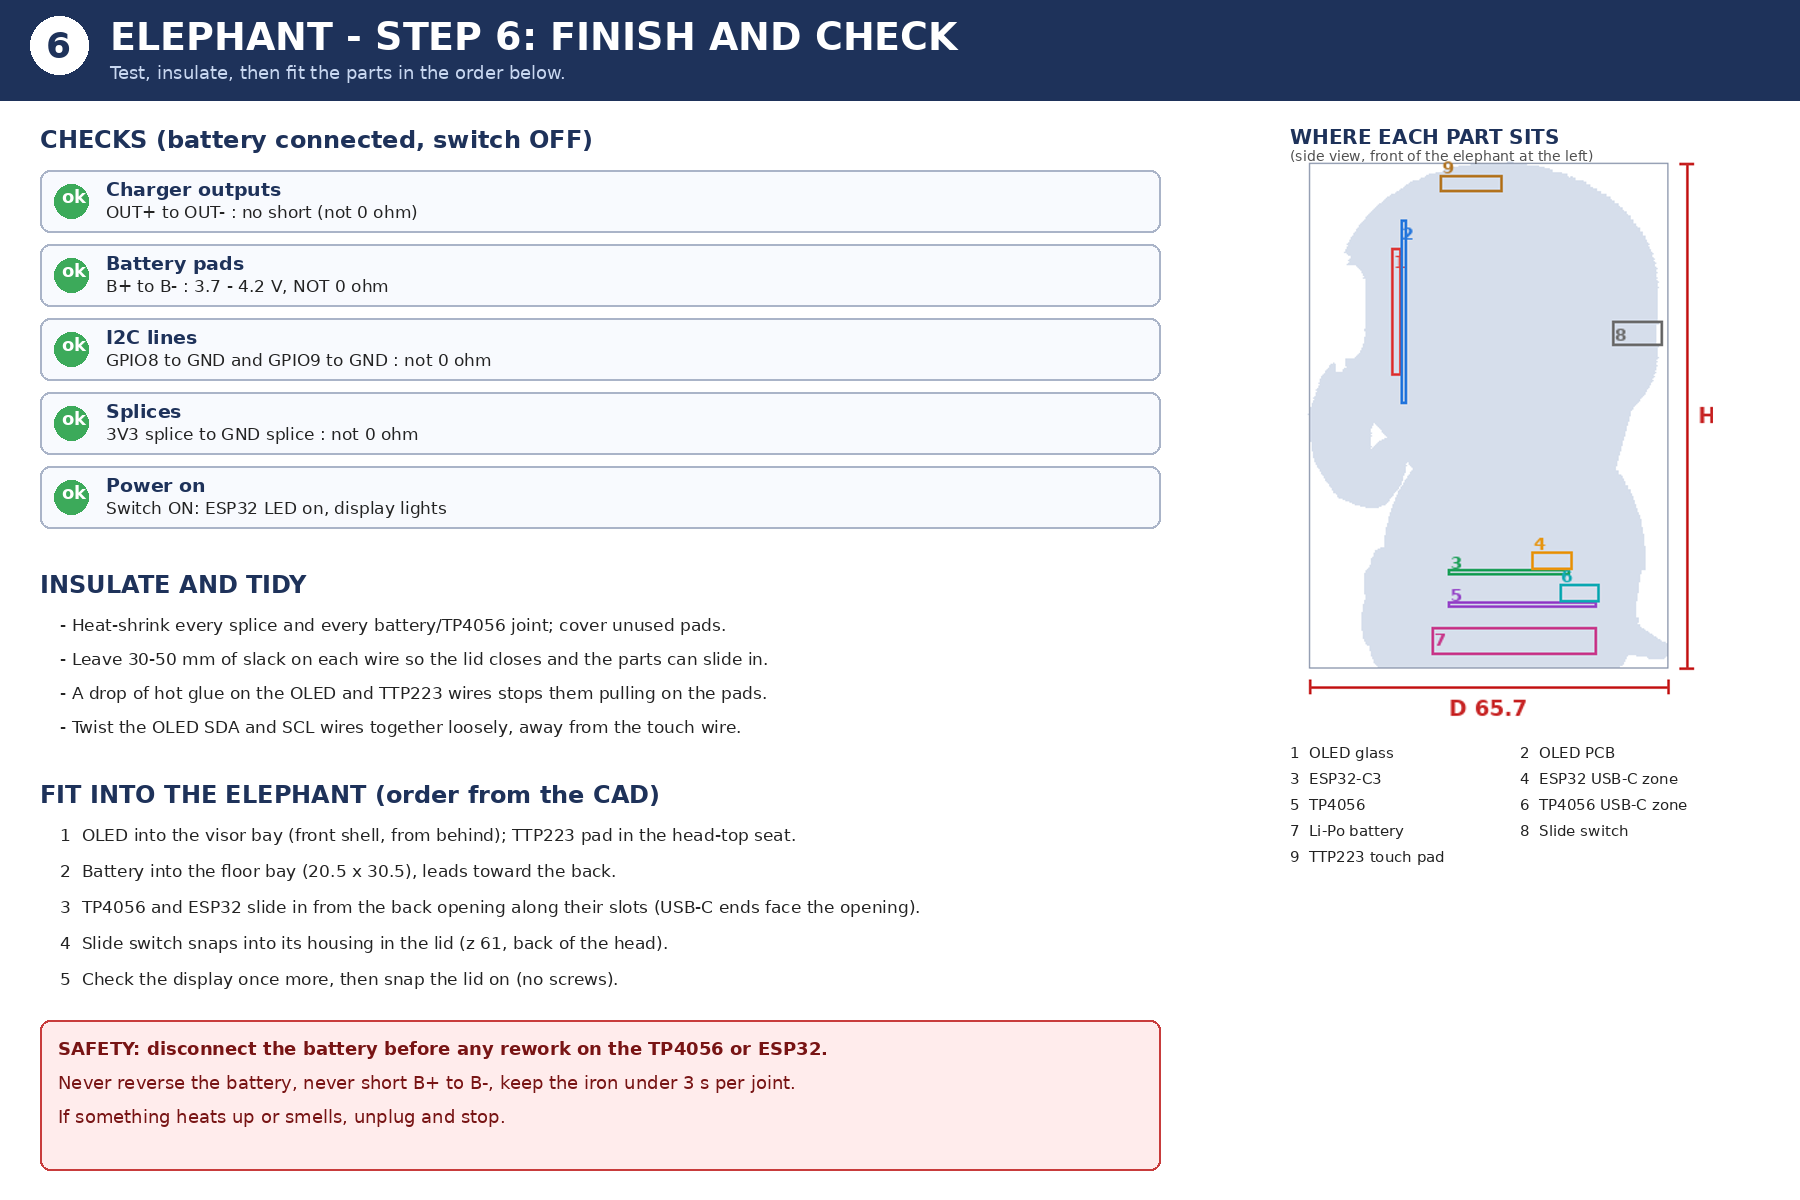 6
ELEPHANT - STEP 6: FINISH AND CHECK
Test, insulate, then fit the parts in the order below.
CHECKS (battery connected, switch OFF)
ok
Charger outputs
OUT+ to OUT- : no short (not 0 ohm)
ok
Battery pads
B+ to B- : 3.7 - 4.2 V, NOT 0 ohm
ok
I2C lines
GPIO8 to GND and GPIO9 to GND : not 0 ohm
ok
Splices
3V3 splice to GND splice : not 0 ohm
ok
Power on
Switch ON: ESP32 LED on, display lights
INSULATE AND TIDY
- Heat-shrink every splice and every battery/TP4056 joint; cover unused pads.
- Leave 30-50 mm of slack on each wire so the lid closes and the parts can slide in.
- A drop of hot glue on the OLED and TTP223 wires stops them pulling on the pads.
- Twist the OLED SDA and SCL wires together loosely, away from the touch wire.
FIT INTO THE ELEPHANT (order from the CAD)
1 OLED into the visor bay (front shell, from behind); TTP223 pad in the head-top seat.
2 Battery into the floor bay (20.5 x 30.5), leads toward the back.
3 TP4056 and ESP32 slide in from the back opening along their slots (USB-C ends face the opening).
4 Slide switch snaps into its housing in the lid (z 61, back of the head).
5 Check the display once more, then snap the lid on (no screws).
SAFETY: disconnect the battery before any rework on the TP4056 or ESP32.
Never reverse the battery, never short B+ to B-, keep the iron under 3 s per joint.
If something heats up or smells, unplug and stop.
WHERE EACH PART SITS
(side view, front of the elephant at the left)
9
2
1
8
H
4
3
6
5
7
D 65.7
1 OLED glass
2 OLED PCB
3 ESP32-C3
4 ESP32 USB-C zone
5 TP4056
6 TP4056 USB-C zone
7 Li-Po battery
8 Slide switch
9 TTP223 touch pad